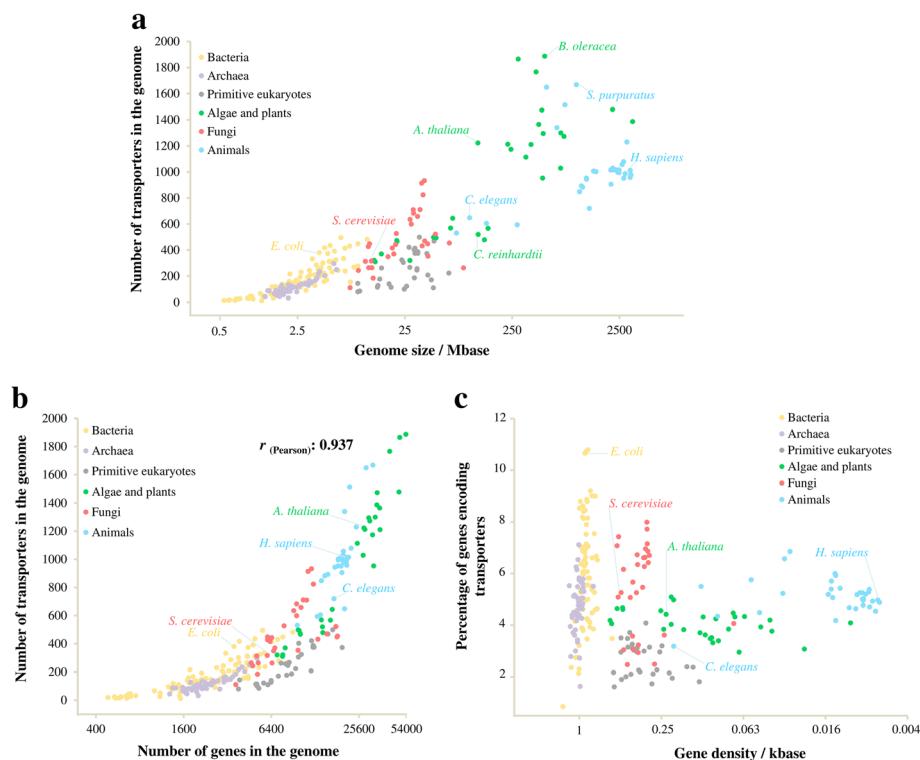 a
Number of transporters in the genome
2000
1800
1600
1400
1200
1000
800
600
400
200
0
Bacteria
Archaea
Primitive eukaryotes
Algae and plants
Fungi
Animals
B. oleracea
S. purpuratus
A. thaliana
H. sapiens
C. elegans
S. cerevisiae
E. coli
C. reinhardtii
0.5
2.5
25
250
2500
Genome size / Mbase
b
Number of transporters in the genome
2000
1800
1600
1400
1200
1000
800
600
400
200
0
Bacteria
Archaea
Primitive eukaryotes
Algae and plants
Fungi
Animals
r (Pearson): 0.937
A. thaliana
H. sapiens
C. elegans
S. cerevisiae
E. coli
400
1600
6400
25600
54000
Number of genes in the genome
c
Percentage of genes encoding
transporters
12
10
8
6
4
2
Bacteria
Archaea
Primitive eukaryotes
Algae and plants
Fungi
Animals
E. coli
S. cerevisiae
A. thaliana
H. sapiens
C. elegans
1
0.25
0.063
0.016
0.004
Gene density / kbase